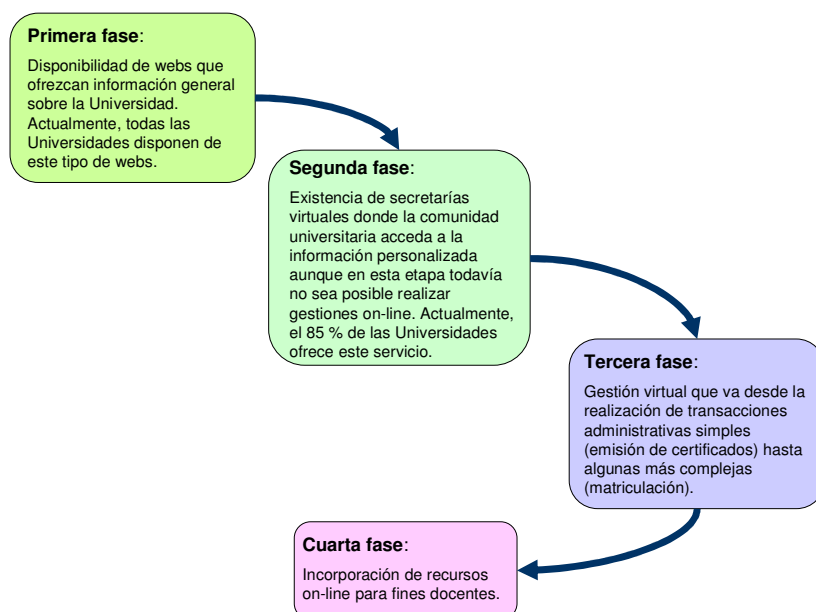 Primera fase:
Disponibilidad de webs que
ofrezcan información general
sobre la Universidad.
Actualmente, todas las
Universidades disponen de
este tipo de webs.
Segunda fase:
Existencia de secretarías
virtuales donde la comunidad
universitaria acceda a la
información personalizada
aunque en esta etapa todavía
no sea posible realizar
gestiones on-line. Actualmente,
el 85 % de las Universidades
ofrece este servicio.
Tercera fase:
Gestión virtual que va desde la
realización de transacciones
administrativas simples
(emisión de certificados) hasta
algunas más complejas
(matriculación).
Cuarta fase:
Incorporación de recursos
on-line para fines docentes.